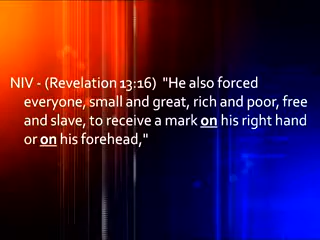 NIV - (Revelation 13:16)  "He also forced
everyone, small and great, rich and poor, free
and slave, to receive a mark on his right hand
or on his forehead,"